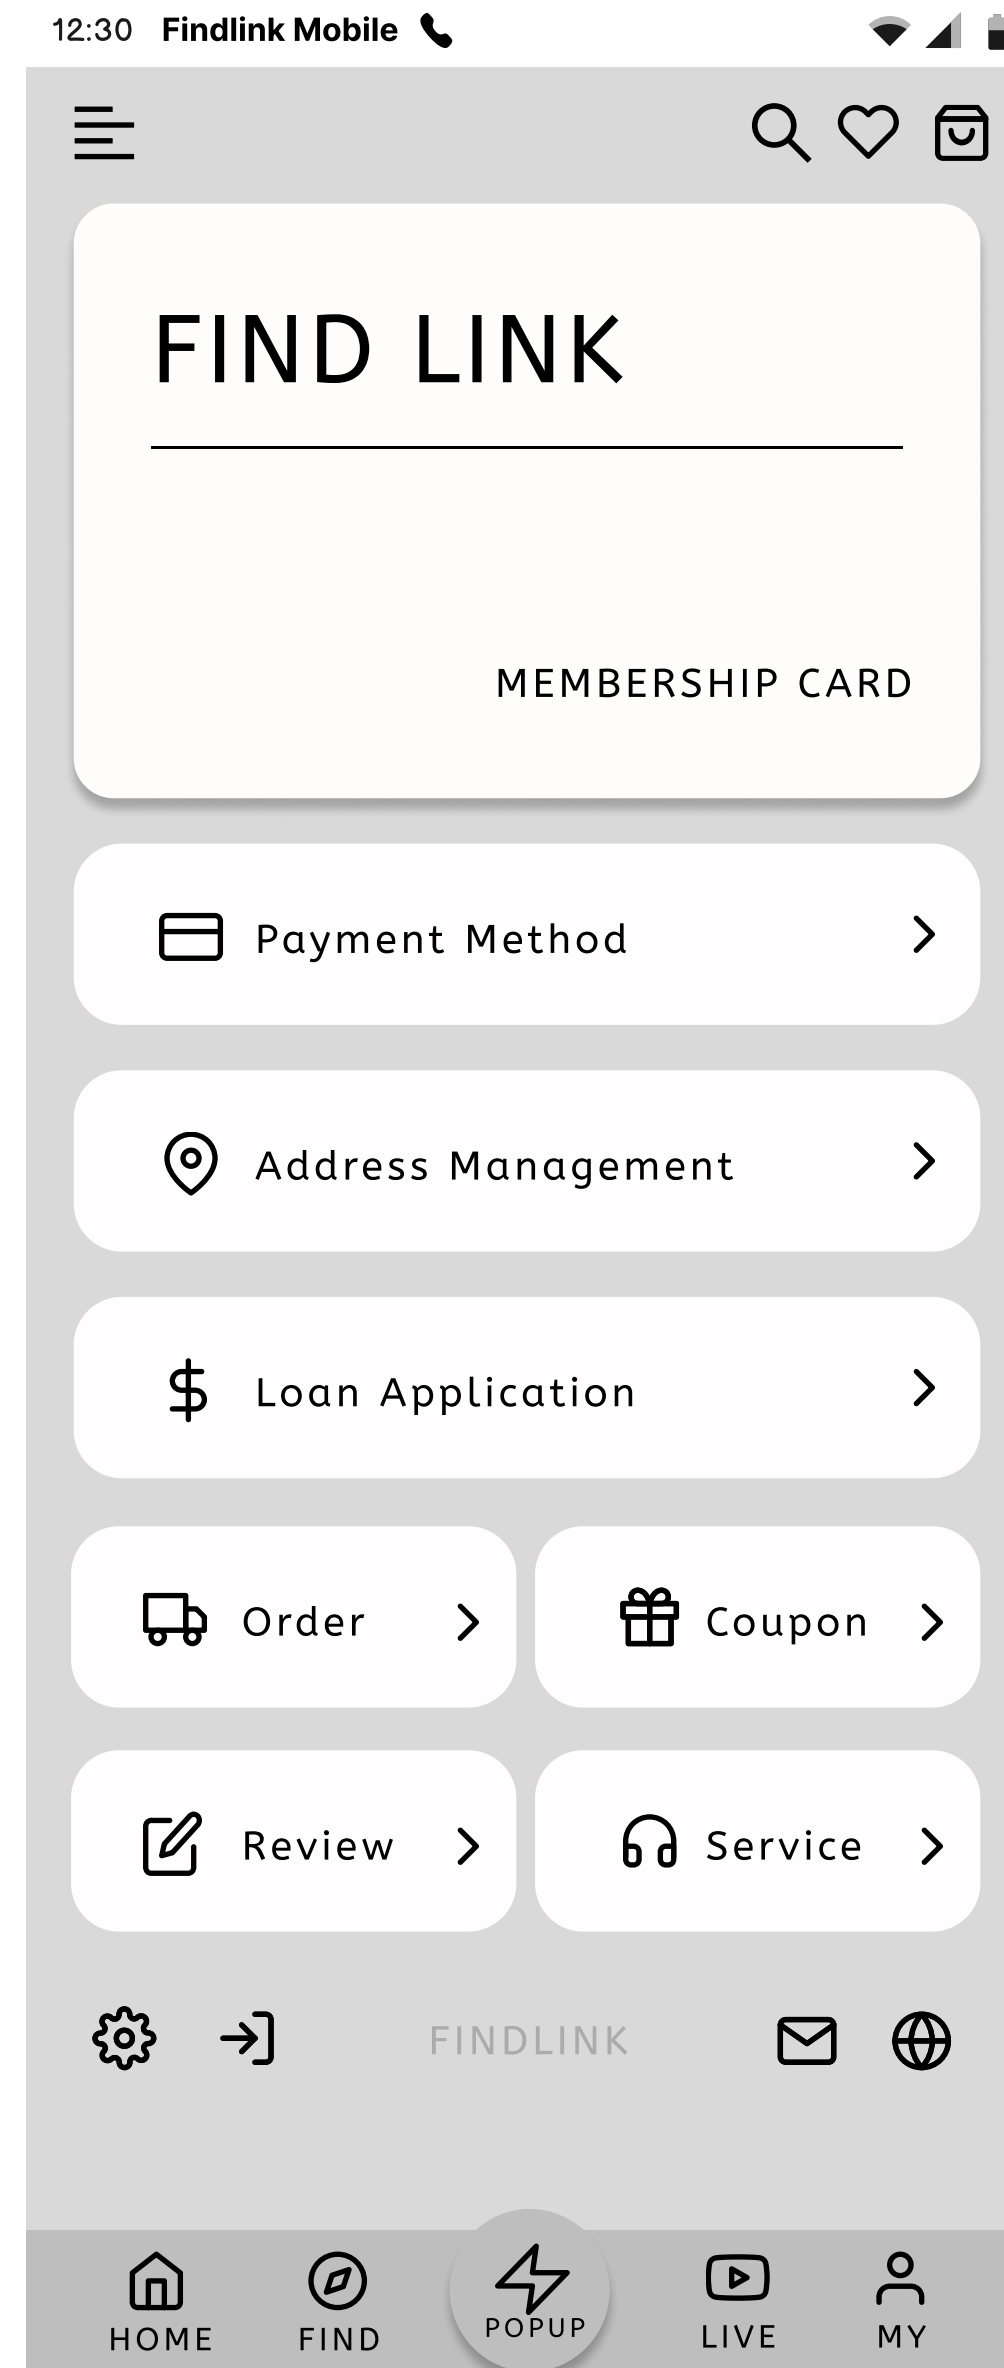 12:30 Findlink Mobile
FIND LINK
MEMBERSHIP CARD
Payment Method
Address Management
Loan Application
Order
Coupon
Review
Service
FINDLINK
HOME
FIND
POPUP
LIVE
MY